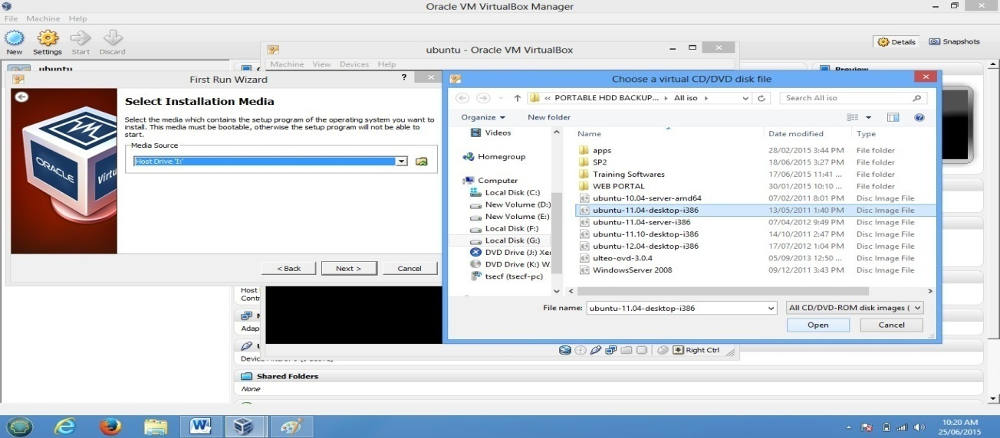 Oracle VM VirtualBox Manager
File Machine Help
New Settings Start Discard
Details Snapshots
ubuntu
Preview
ubuntu - Oracle VM VirtualBox
Machine View Devices Help
First Run Wizard
Select Installation Media
Select the media which contains the setup program of the operating system you want to
install. This media must be bootable, otherwise the setup program will not be able to
start.
Media Source
Host Drive 'I:'
ORACLE
VM
Virtu
< Back Next > Cancel
Choose a virtual CD/DVD disk file
« PORTABLE HDD BACKUP... All iso Search All iso
Organize New folder
Videos
Homegroup
Computer
Local Disk (C:)
New Volume (D:)
New Volume (E:)
Local Disk (F:)
Local Disk (G:)
DVD Drive (J:) Xer
DVD Drive (K:) W
tsecf (tsecf-pc)
Name Date modified Type
apps 28/02/2015 3:44 PM File folder
SP2 18/06/2015 3:27 PM File folder
Training Softwares 17/06/2015 11:41 ... File folder
WEB PORTAL 30/01/2015 10:10 ... File folder
ubuntu-10.04-server-amd64 07/02/2011 8:01 PM Disc Image File
ubuntu-11.04-desktop-i386 13/05/2011 1:40 PM Disc Image File
ubuntu-11.04-server-i386 07/04/2012 9:49 PM Disc Image File
ubuntu-11.10-desktop-i386 14/10/2011 2:47 PM Disc Image File
ubuntu-12.04-desktop-i386 17/07/2012 1:04 PM Disc Image File
ulteo-ovd-3.0.4 05/09/2013 12:50 ... Disc Image File
WindowsServer 2008 09/12/2011 3:43 PM Disc Image File
File name: ubuntu-11.04-desktop-i386 All CD/DVD-ROM disk images (
Open Cancel
Host
Contr
Adap
Right Ctrl
Shared Folders
None
10:20 AM
25/06/2015